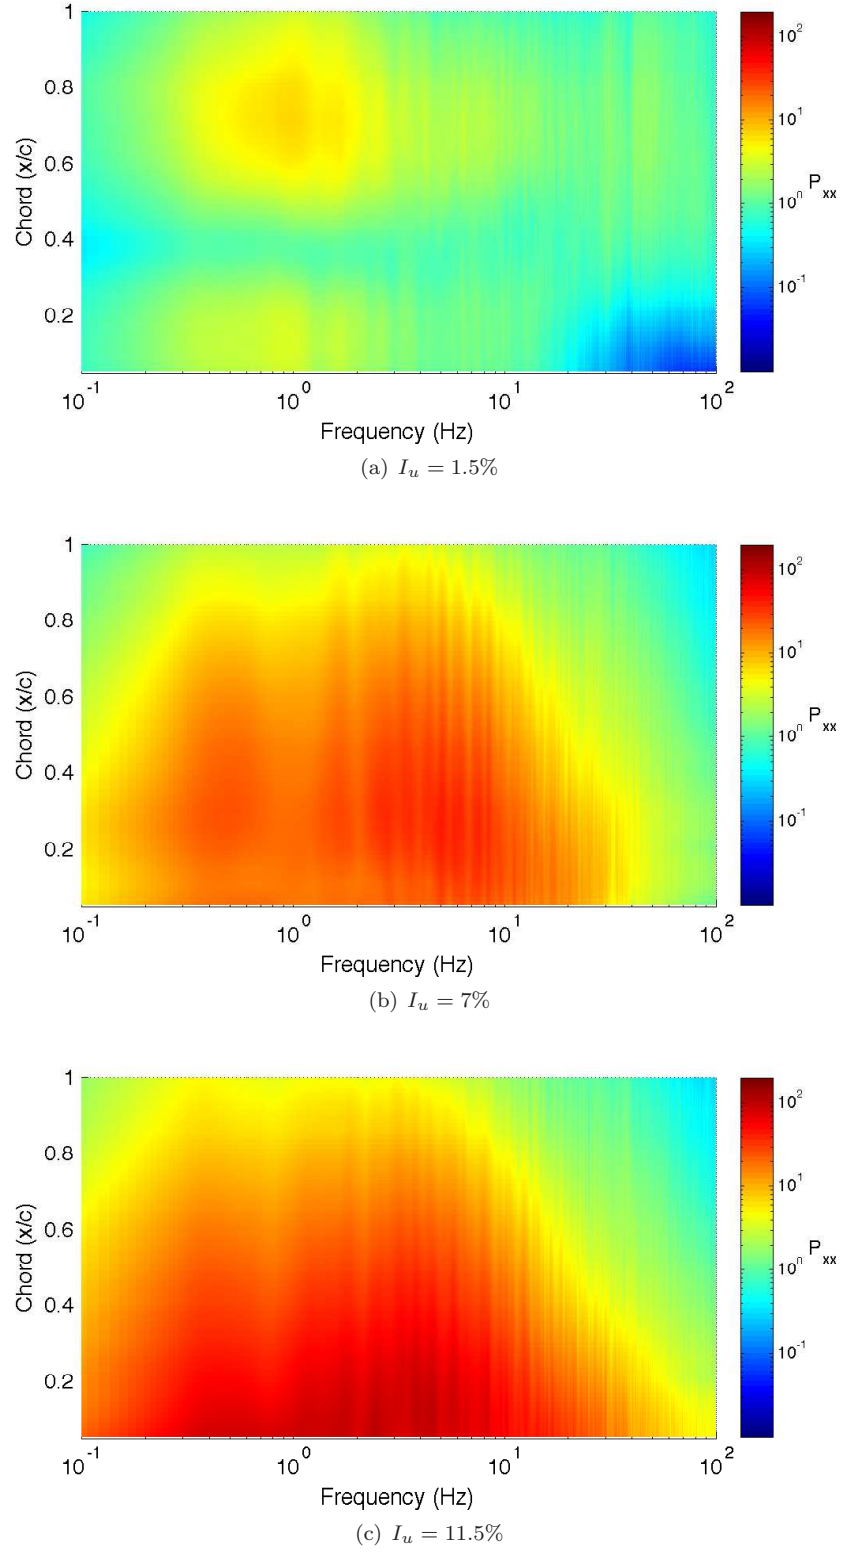 1
0.8
0.6
0.4
0.2
Chord (x/c)
10^-1 10^0 10^1 10^2
Frequency (Hz)
10^2
10^1
10^0
10^-1
P_xx
(a) I_u = 1.5%
1
0.8
0.6
0.4
0.2
Chord (x/c)
10^-1 10^0 10^1 10^2
Frequency (Hz)
10^2
10^1
10^0
10^-1
P_xx
(b) I_u = 7%
1
0.8
0.6
0.4
0.2
Chord (x/c)
10^-1 10^0 10^1 10^2
Frequency (Hz)
10^2
10^1
10^0
10^-1
P_xx
(c) I_u = 11.5%